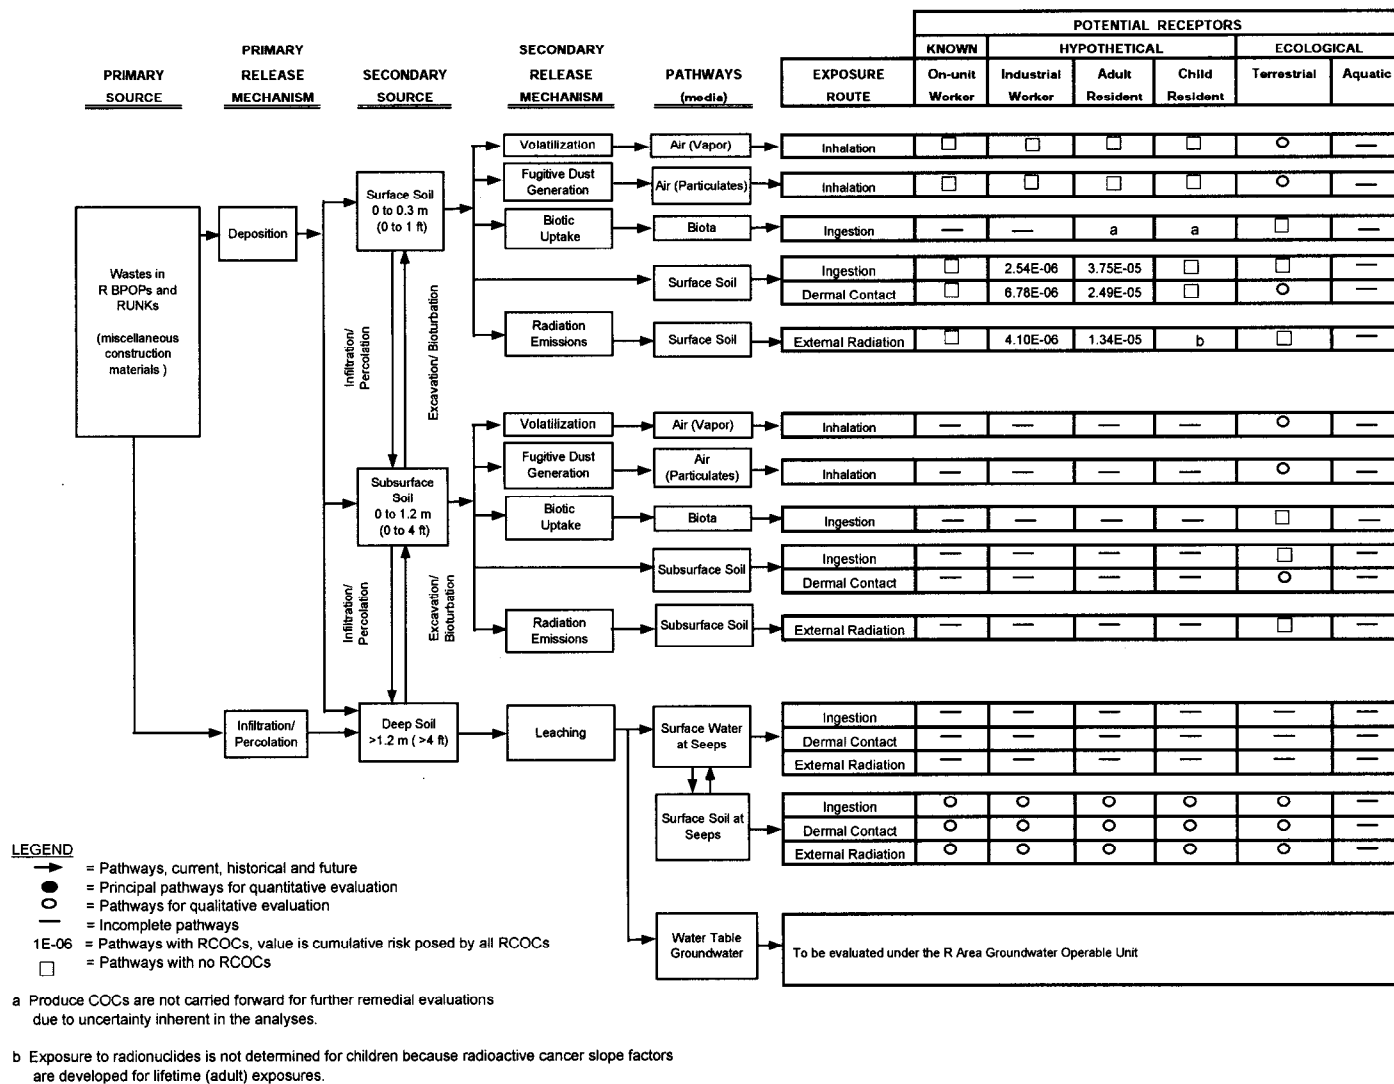 POTENTIAL RECEPTORS
PRIMARY SECONDARY KNOWN HYPOTHETICAL ECOLOGICAL
PRIMARY RELEASE SECONDARY RELEASE PATHWAYS EXPOSURE On-unit Industrial Adult Child Terrestrial Aquatic
SOURCE MECHANISM SOURCE MECHANISM (media) ROUTE Worker Worker Resident Resident
Volatilization Air (Vapor) Inhalation □ □ □ □ O —
Surface Soil
0 to 0.3 m
(0 to 1 ft)
Fugitive Dust
Generation
Air (Particulates) Inhalation □ □ □ □ O —
Deposition
Biotic
Uptake
Biota Ingestion — — a a □ —
Wastes in
R BPOPs and
RUNKs
(miscellaneous
construction
materials )
Surface Soil
Ingestion □ 2.54E-06 3.75E-05 □ □ —
Dermal Contact □ 6.78E-06 2.49E-05 □ O —
Infiltration/
Percolation
Excavation/ Bioturbation
Radiation
Emissions
Surface Soil External Radiation □ 4.10E-06 1.34E-05 b □ —
Volatilization Air (Vapor) Inhalation — — — — O —
Fugitive Dust
Generation
Air
(Particulates)
Inhalation — — — — O —
Subsurface
Soil
0 to 1.2 m
(0 to 4 ft)
Biotic
Uptake
Biota Ingestion — — — — □ —
Subsurface Soil
Ingestion — — — — □ —
Dermal Contact — — — — O —
Infiltration/
Percolation
Excavation/
Bioturbation
Radiation
Emissions
Subsurface Soil External Radiation — — — — □ —
Infiltration/
Percolation
Deep Soil
>1.2 m ( >4 ft)
Leaching
Surface Water
at Seeps
Ingestion — — — — — —
Dermal Contact — — — — — —
External Radiation — — — — — —
Surface Soil at
Seeps
Ingestion O O O O O —
Dermal Contact O O O O O —
External Radiation O O O O O —
Water Table
Groundwater
To be evaluated under the R Area Groundwater Operable Unit
LEGEND
= Pathways, current, historical and future
= Principal pathways for quantitative evaluation
= Pathways for qualitative evaluation
— = Incomplete pathways
1E-06 = Pathways with RCOCs, value is cumulative risk posed by all RCOCs
□ = Pathways with no RCOCs
a Produce COCs are not carried forward for further remedial evaluations
due to uncertainty inherent in the analyses.
b Exposure to radionuclides is not determined for children because radioactive cancer slope factors
are developed for lifetime (adult) exposures.